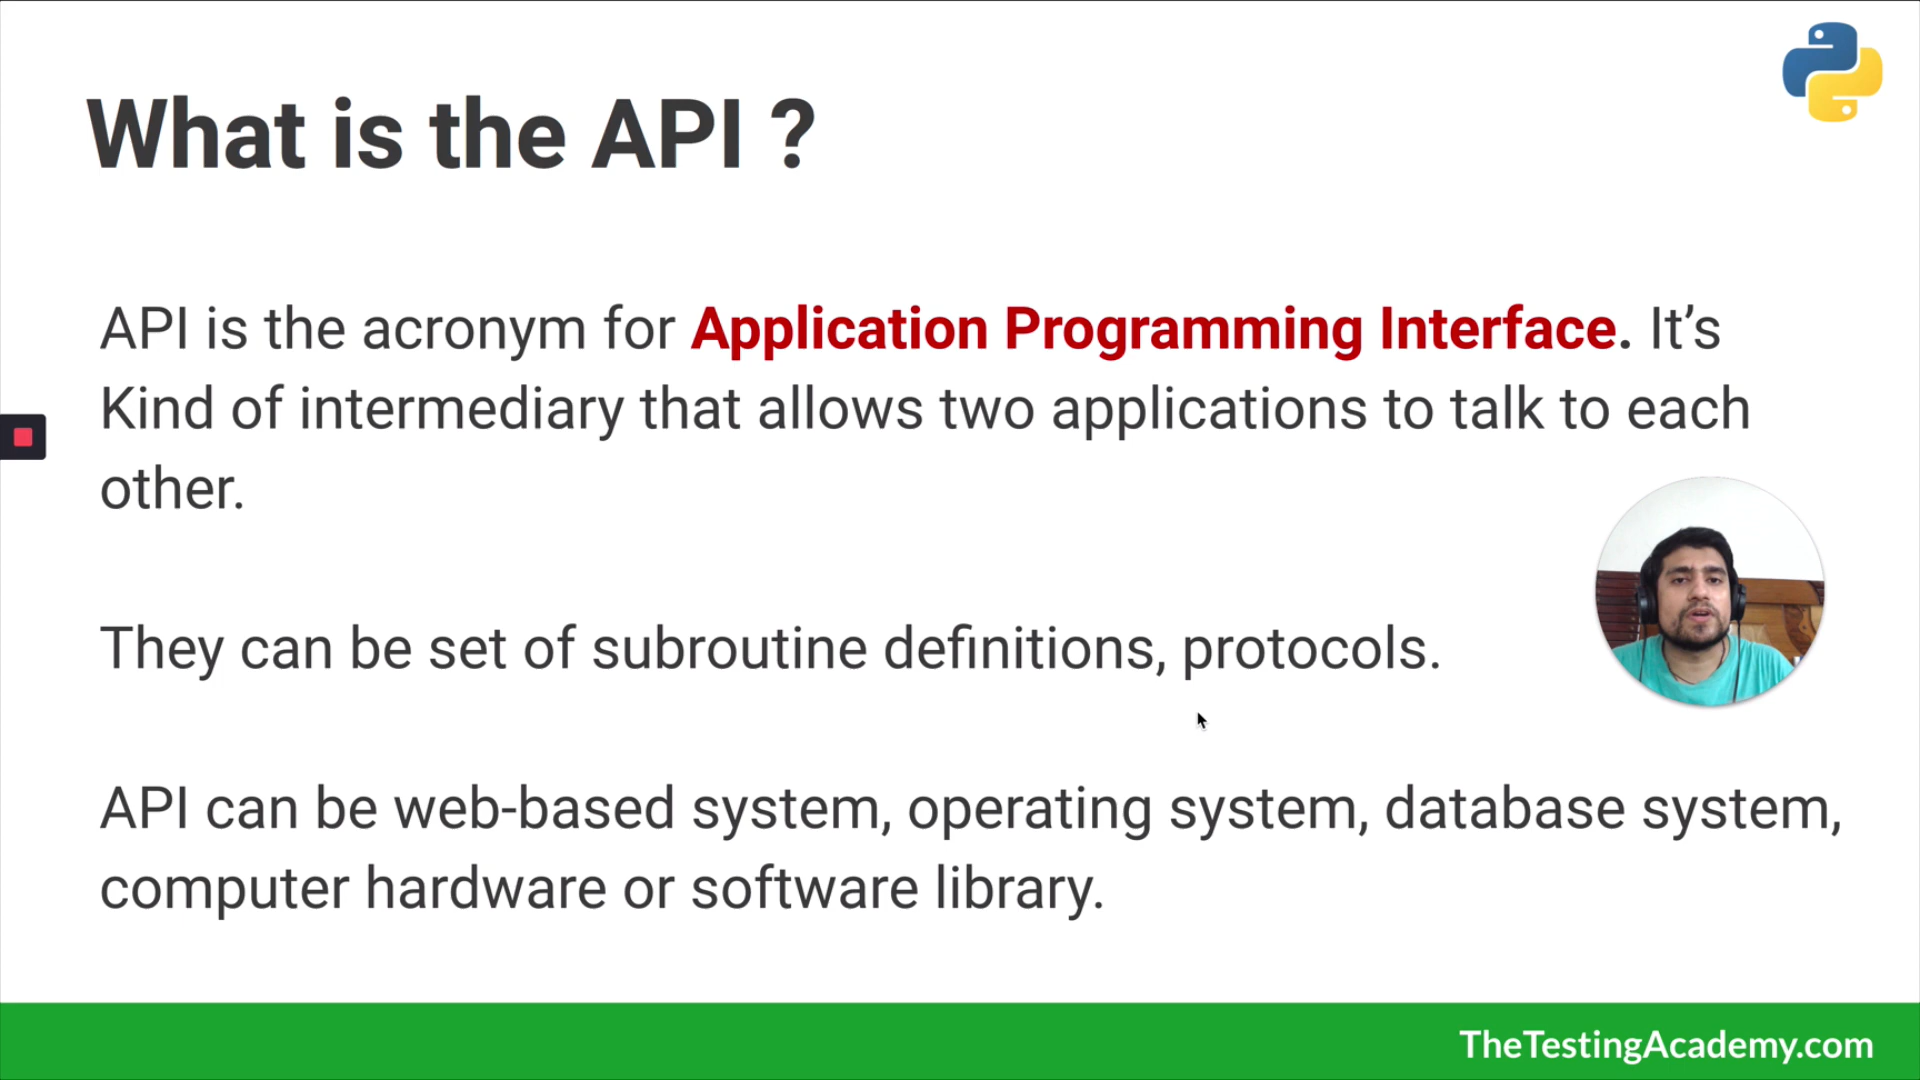 What is the API ?
API is the acronym for Application Programming Interface. It’s
Kind of intermediary that allows two applications to talk to each
other.
They can be set of subroutine definitions, protocols.
API can be web-based system, operating system, database system,
computer hardware or software library.
TheTestingAcademy.com